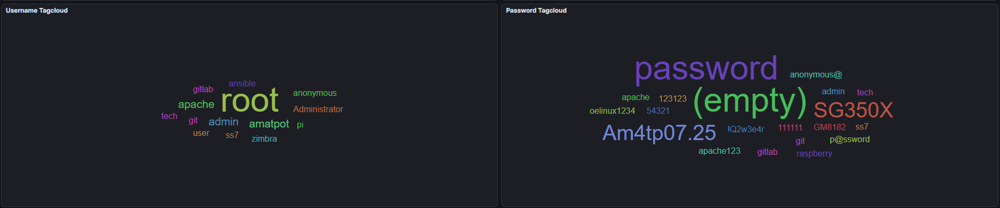 Username Tagcloud
ansible
gitlab
root
anonymous
apache
Administrator
tech
git
admin
amatpot
pi
user
ss7
zimbra
Password Tagcloud
password
anonymous@
admin
tech
apache
123123
(empty)
SG350X
oelinux1234
54321
Am4tp07.25
!Q2w3e4r
111111
GM8182
ss7
git
p@ssword
apache123
gitlab
raspberry